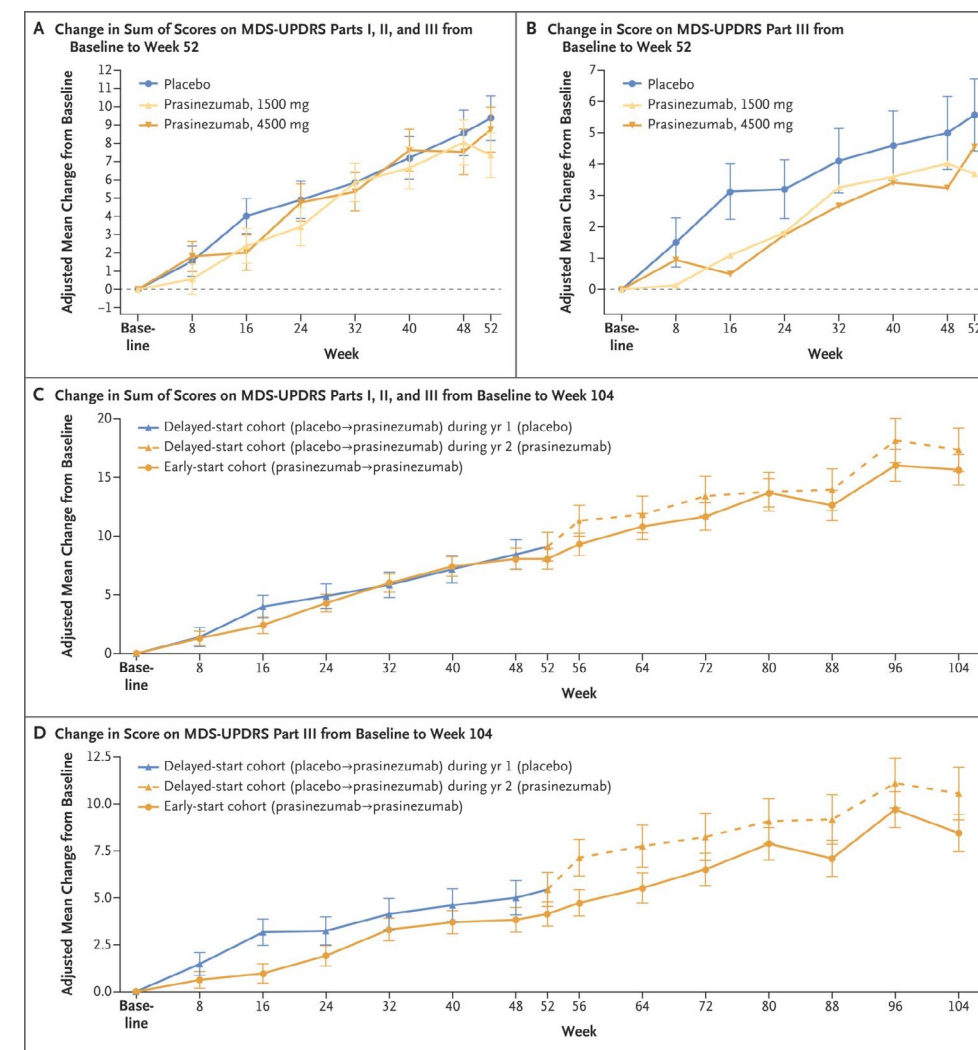 A Change in Sum of Scores on MDS-UPDRS Parts I, II, and III from
Baseline to Week 52
Adjusted Mean Change from Baseline
12
11
10
9
8
7
6
5
4
3
2
1
0
–1
Placebo
Prasinezumab, 1500 mg
Prasinezumab, 4500 mg
Base-
line
8
16
24
32
40
48
52
Week
B Change in Score on MDS-UPDRS Part III from
Baseline to Week 52
Adjusted Mean Change from Baseline
7
6
5
4
3
2
1
0
Placebo
Prasinezumab, 1500 mg
Prasinezumab, 4500 mg
Base-
line
8
16
24
32
40
48
52
Week
C Change in Sum of Scores on MDS-UPDRS Parts I, II, and III from Baseline to Week 104
Adjusted Mean Change from Baseline
20
15
10
5
0
Delayed-start cohort (placebo→prasinezumab) during yr 1 (placebo)
Delayed-start cohort (placebo→prasinezumab) during yr 2 (prasinezumab)
Early-start cohort (prasinezumab→prasinezumab)
Base-
line
8
16
24
32
40
48
52
56
64
72
80
88
96
104
Week
D Change in Score on MDS-UPDRS Part III from Baseline to Week 104
Adjusted Mean Change from Baseline
12.5
10.0
7.5
5.0
2.5
0.0
Delayed-start cohort (placebo→prasinezumab) during yr 1 (placebo)
Delayed-start cohort (placebo→prasinezumab) during yr 2 (prasinezumab)
Early-start cohort (prasinezumab→prasinezumab)
Base-
line
8
16
24
32
40
48
52
56
64
72
80
88
96
104
Week